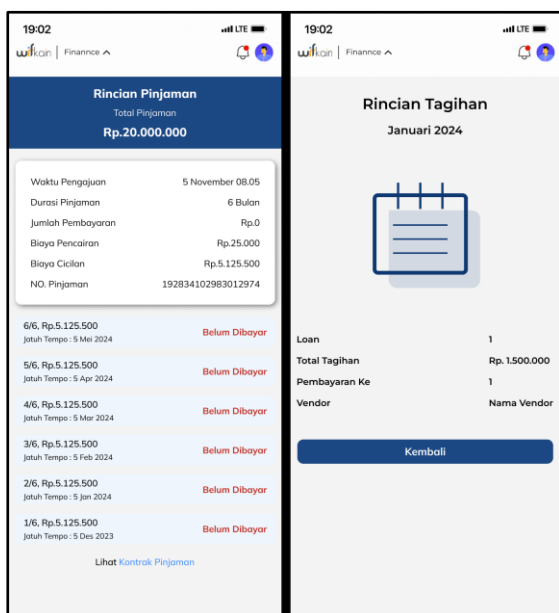 19:02
LTE
wifkain | Finannce
Rincian Pinjaman
Total Pinjaman
Rp.20.000.000
Waktu Pengajuan 5 November 08.05
Durasi Pinjaman 6 Bulan
Jumlah Pembayaran Rp.0
Biaya Pencairan Rp.25.000
Biaya Cicilan Rp.5.125.500
NO. Pinjaman 192834102983012974
6/6, Rp.5.125.500
Jatuh Tempo : 5 Mei 2024
Belum Dibayar
5/6, Rp.5.125.500
Jatuh Tempo : 5 Apr 2024
Belum Dibayar
4/6, Rp.5.125.500
Jatuh Tempo : 5 Mar 2024
Belum Dibayar
3/6, Rp.5.125.500
Jatuh Tempo : 5 Feb 2024
Belum Dibayar
2/6, Rp.5.125.500
Jatuh Tempo : 5 Jan 2024
Belum Dibayar
1/6, Rp.5.125.500
Jatuh Tempo : 5 Des 2023
Belum Dibayar
Lihat Kontrak Pinjaman
19:02
LTE
wifkain | Finannce
Rincian Tagihan
Januari 2024
Loan 1
Total Tagihan Rp. 1.500.000
Pembayaran Ke 1
Vendor Nama Vendor
Kembali